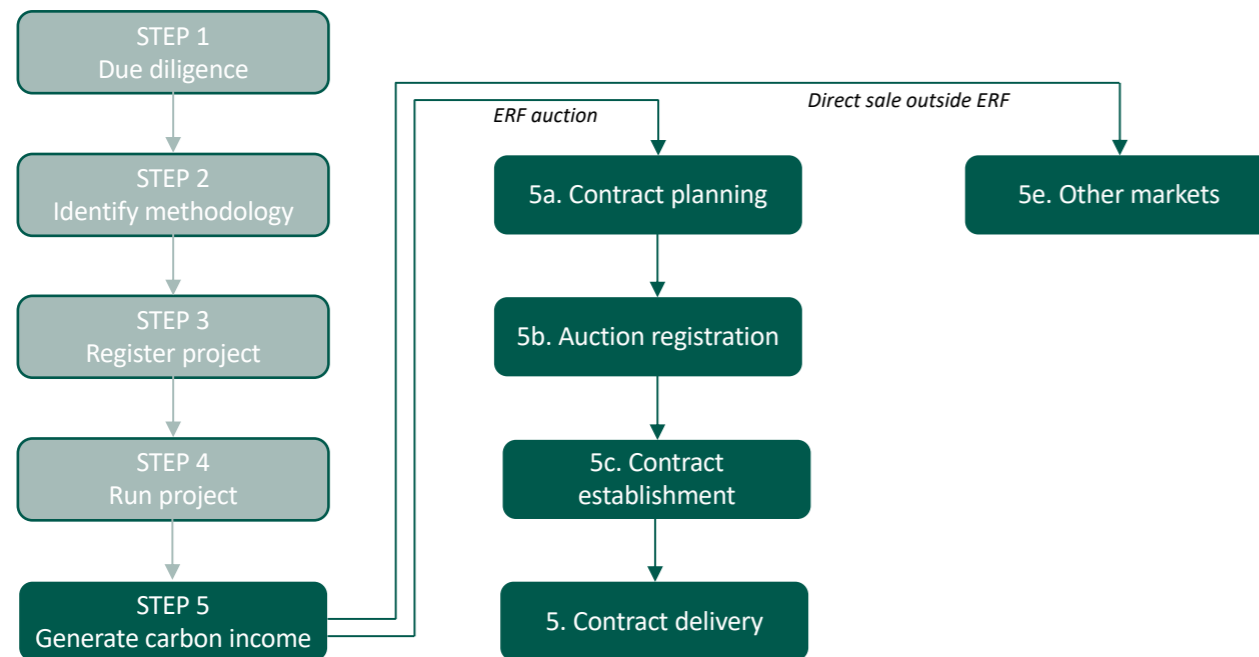 STEP 1
Due diligence
STEP 2
Identify methodology
STEP 3
Register project
STEP 4
Run project
STEP 5
Generate carbon income
ERF auction
5a. Contract planning
5b. Auction registration
5c. Contract
establishment
5. Contract delivery
Direct sale outside ERF
5e. Other markets